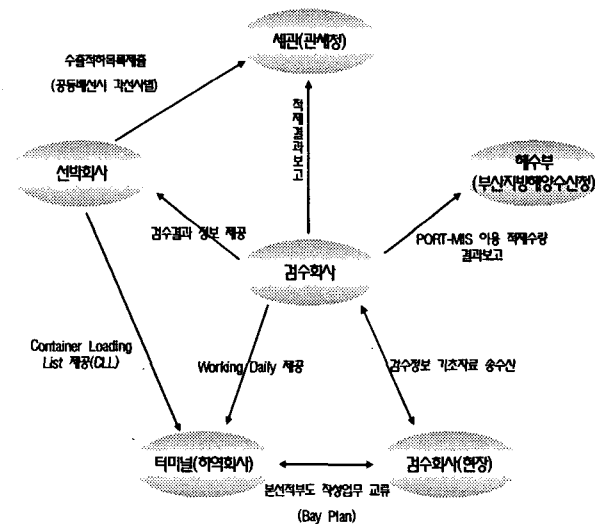 세관(관세청)
수출적하목록제출
(공동배선시 각선사별)
적재결과보고
선박회사
해수부
(부산지방해양수산청)
검수결과 정보 제공
PORT-MIS 이용 적재수량
결과보고
검수회사
Container Loading
List 제공(CLL)
Working Daily 제공
검수정보 기초자료 송수신
터미널(하역회사)
검수회사(현장)
본선적부도 작성업무 교류
(Bay Plan)